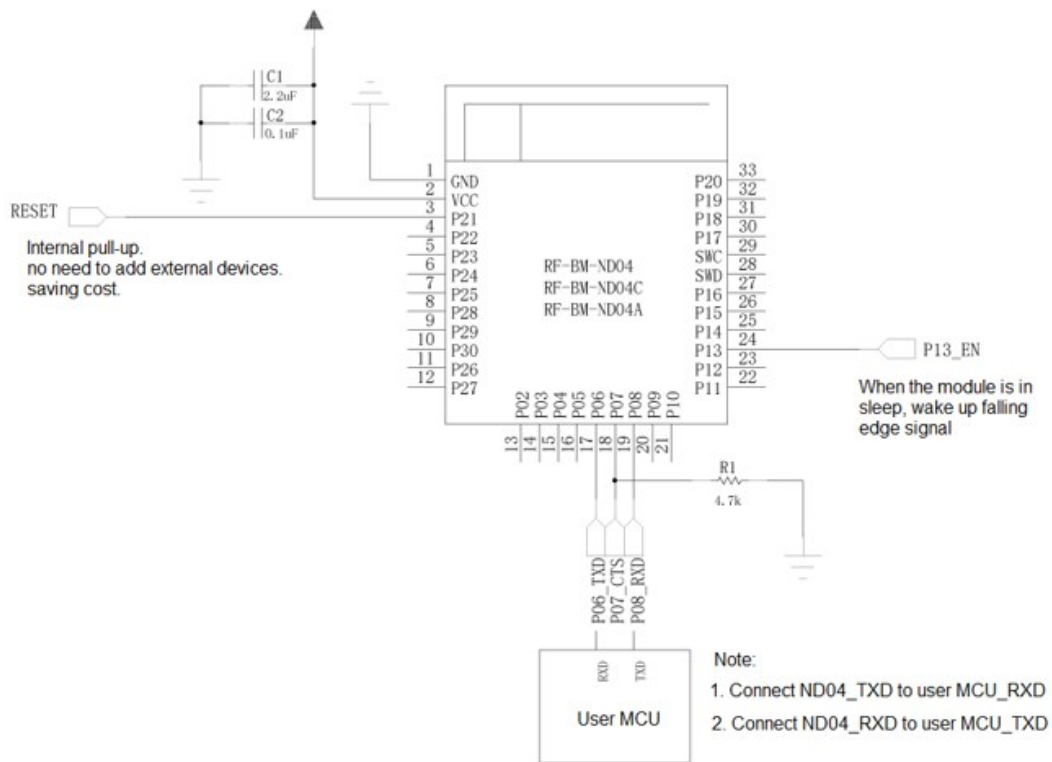 C1
2.2uF
C2
0.1uF
RESET
Internal pull-up.
no need to add external devices.
saving cost.
1
2
3
4
5
6
7
8
9
10
11
12
GND
VCC
P21
P22
P23
P24
P25
P28
P29
P30
P26
P27
RF-BM-ND04
RF-BM-ND04C
RF-BM-ND04A
P20
P19
P18
P17
SWC
SWD
P16
P15
P14
P13
P12
P11
33
32
31
30
29
28
27
26
25
24
23
22
P13_EN
When the module is in
sleep, wake up falling
edge signal
P02
P03
P04
P05
P06
P07
P08
P09
P10
13
14
15
16
17
18
19
20
21
R1
4.7k
P06_TXD
P07_CTS
P08_RXD
RXD
TXD
User MCU
Note:
1. Connect ND04_TXD to user MCU_RXD
2. Connect ND04_RXD to user MCU_TXD